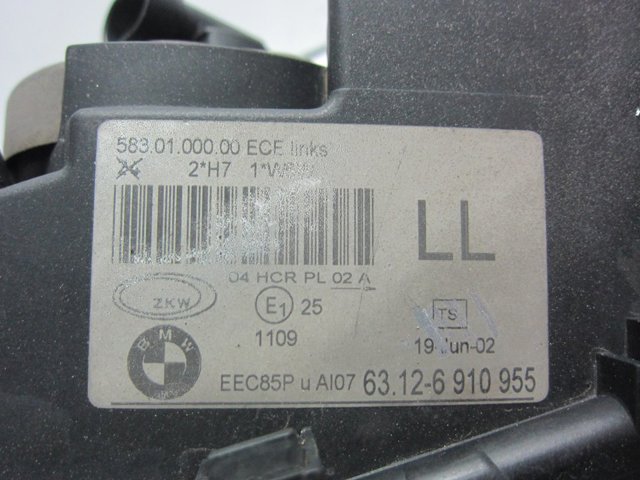 583.01.000.00 ECE links
2*H7
LL
04 HCR PL 02 A
ZKW
E1 25
1109
TS
19-Jun-02
BMW
EEC85P u AI07 63.12-6 910 955